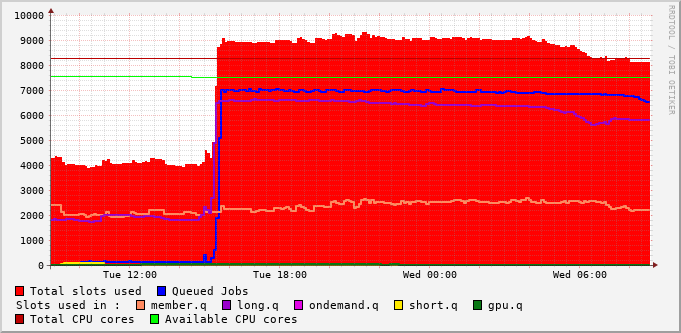 10000
9000
8000
7000
6000
5000
4000
3000
2000
1000
0
Tue 12:00 Tue 18:00 Wed 00:00 Wed 06:00
RRDTOOL / TOBI OETIKER
Total slots used Queued Jobs
Slots used in : member.q long.q ondemand.q short.q gpu.q
Total CPU cores Available CPU cores